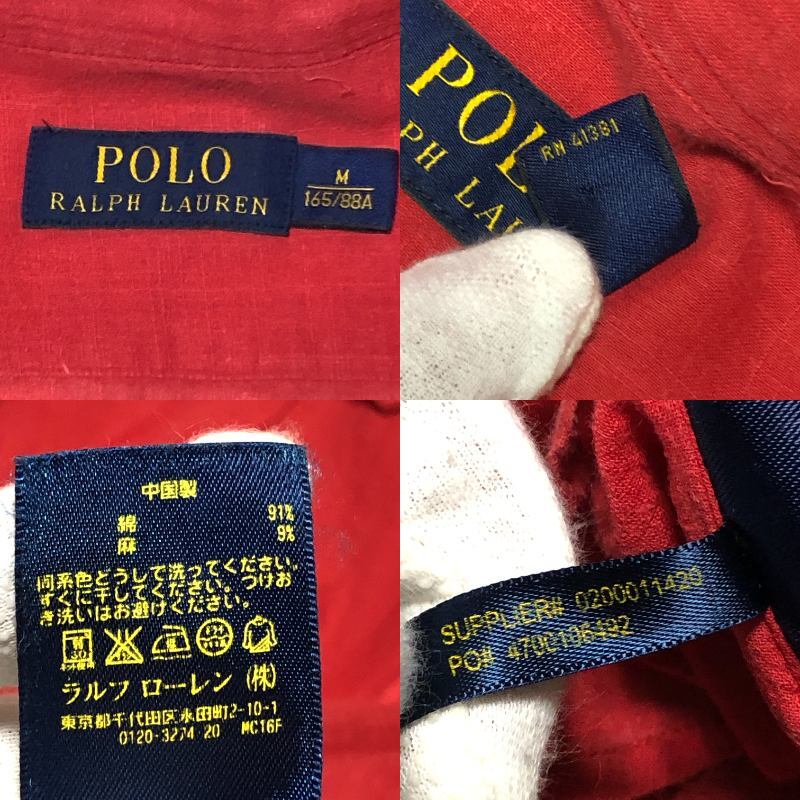 POLO
RALPH LAUREN
M
165/88A
POL
PH LAU
RN 41381
中国製
綿 91%
麻 9%
同系色どうしで洗ってください。
すぐに干してください。つけお
き洗いはお避けください。
ラルフ ローレン (株)
東京都千代田区永田町2-10-1
0120-3274-20 MC16F
SUPPLIER# 0200011420
PO# 4700106492